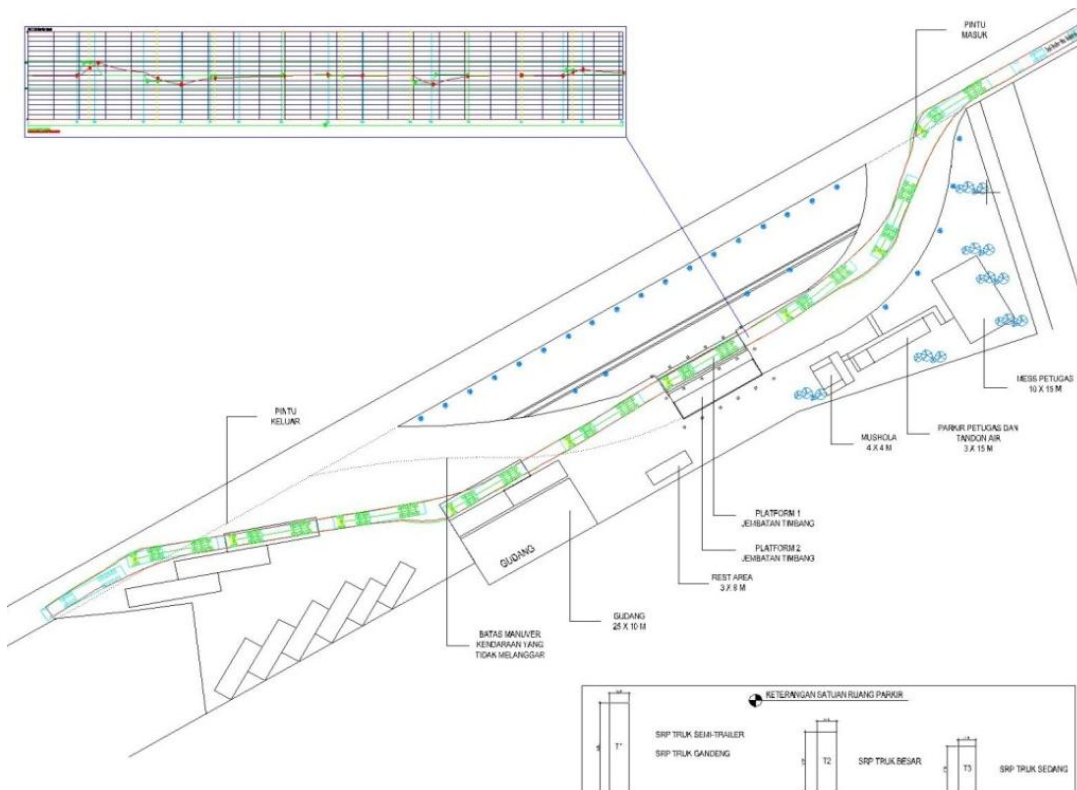 PINTU
MASUK
PINTU
KELUAR
MESS PETUGAS
10 X 15 M
MUSHOLA
4 X 4 M
PARKIR PETUGAS DAN
TANDON AIR
3 X 15 M
PLATFORM 1
JEMBATAN TIMBANG
PLATFORM 2
JEMBATAN TIMBANG
GUDANG
REST AREA
3 X 8 M
GUDANG
25 X 10 M
BATAS MANUVER
KENDARAAN YANG
TIDAK MELANGGAR
KETERANGAN SATUAN RUANG PARKIR
T1
SRP TRUK SEMI-TRAILER
SRP TRUK GANDENG
T2
SRP TRUK BESAR
T3
SRP TRUK SEDANG